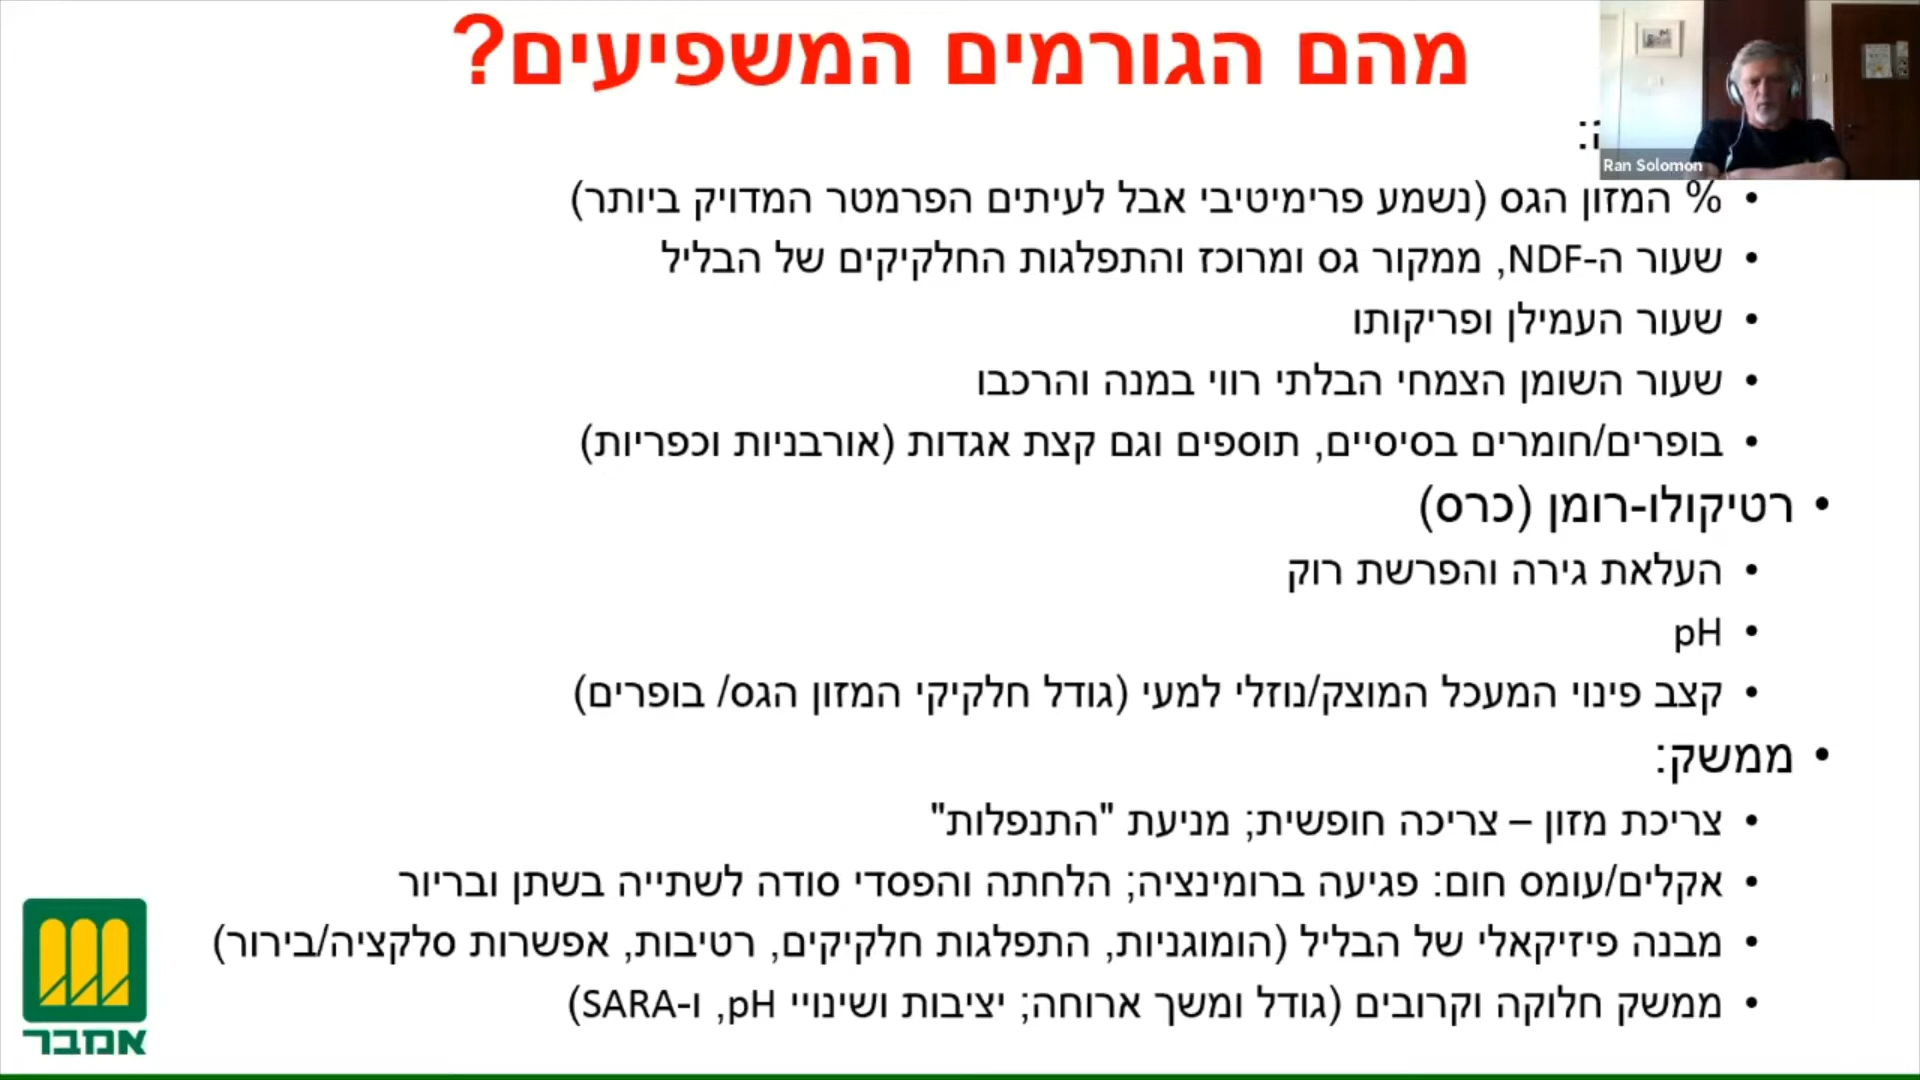 מהם הגורמים המשפיעים?
Ran Solomon
% המזון הגס (נשמע פרימיטיבי אבל לעיתים הפרמטר המדויק ביותר)
שעור ה-NDF, ממקור גס ומרוכז והתפלגות החלקיקים של הבליל
שעור העמילן ופריקותו
שעור השומן הצמחי הבלתי רווי במנה והרכבו
בופרים/חומרים בסיסיים, תוספים וגם קצת אגדות (אורבניות וכפריות)
רטיקולו-רומן (כרס)
העלאת גירה והפרשת רוק
pH
קצב פינוי המעכל המוצק/נוזלי למעי (גודל חלקיקי המזון הגס/ בופרים)
ממשק:
צריכת מזון – צריכה חופשית; מניעת "התנפלות"
אקלים/עומס חום: פגיעה ברומינציה; הלחתה והפסדי סודה לשתייה בשתן ובריור
מבנה פיזיקאלי של הבליל (הומוגניות, התפלגות חלקיקים, רטיבות, אפשרות סלקציה/בירור)
ממשק חלוקה וקרובים (גודל ומשך ארוחה; יציבות ושינויי pH, ו-SARA)
אמבר